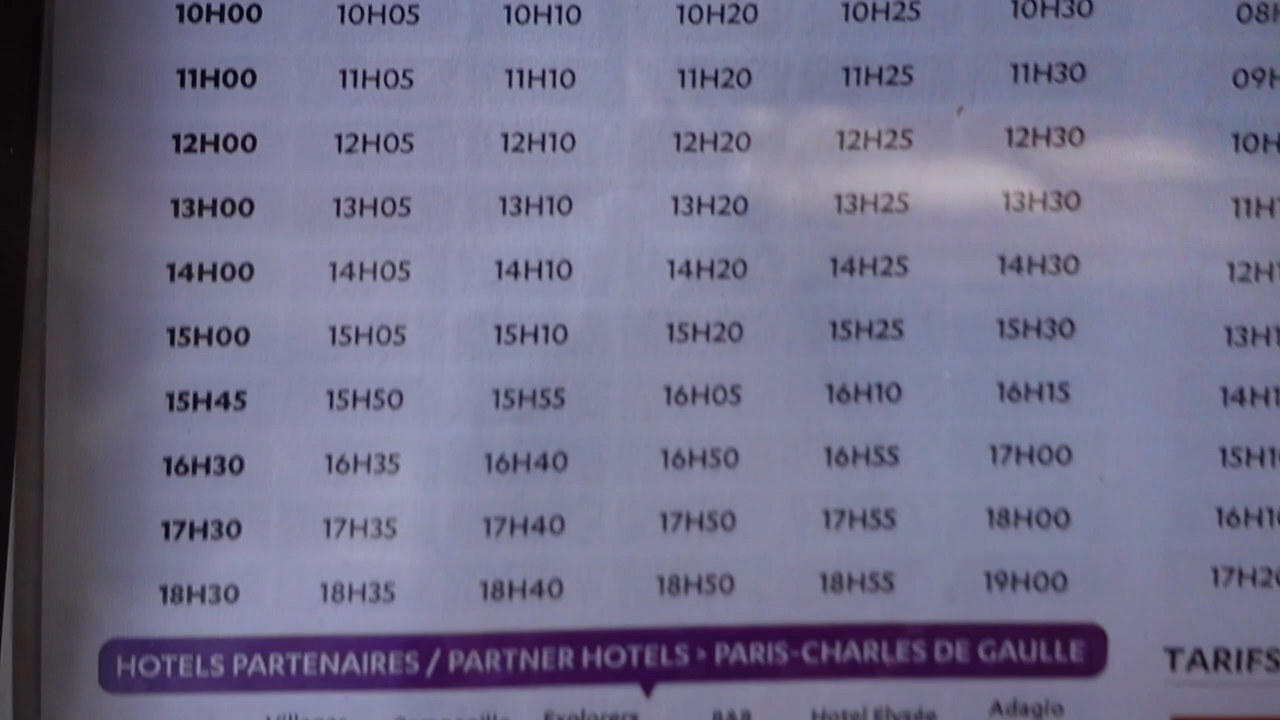 10H00 10H05 10H10 10H20 10H25 10H30
11H00 11H05 11H10 11H20 11H25 11H30
12H00 12H05 12H10 12H20 12H25 12H30
13H00 13H05 13H10 13H20 13H25 13H30
14H00 14H05 14H10 14H20 14H25 14H30
15H00 15H05 15H10 15H20 15H25 15H30
15H45 15H50 15H55 16H05 16H10 16H15
16H30 16H35 16H40 16H50 16H55 17H00
17H30 17H35 17H40 17H50 17H55 18H00
18H30 18H35 18H40 18H50 18H55 19H00
HOTELS PARTENAIRES / PARTNER HOTELS > PARIS-CHARLES DE GAULLE TARIFS
Explorers B&B Hotel Elysée Adagio